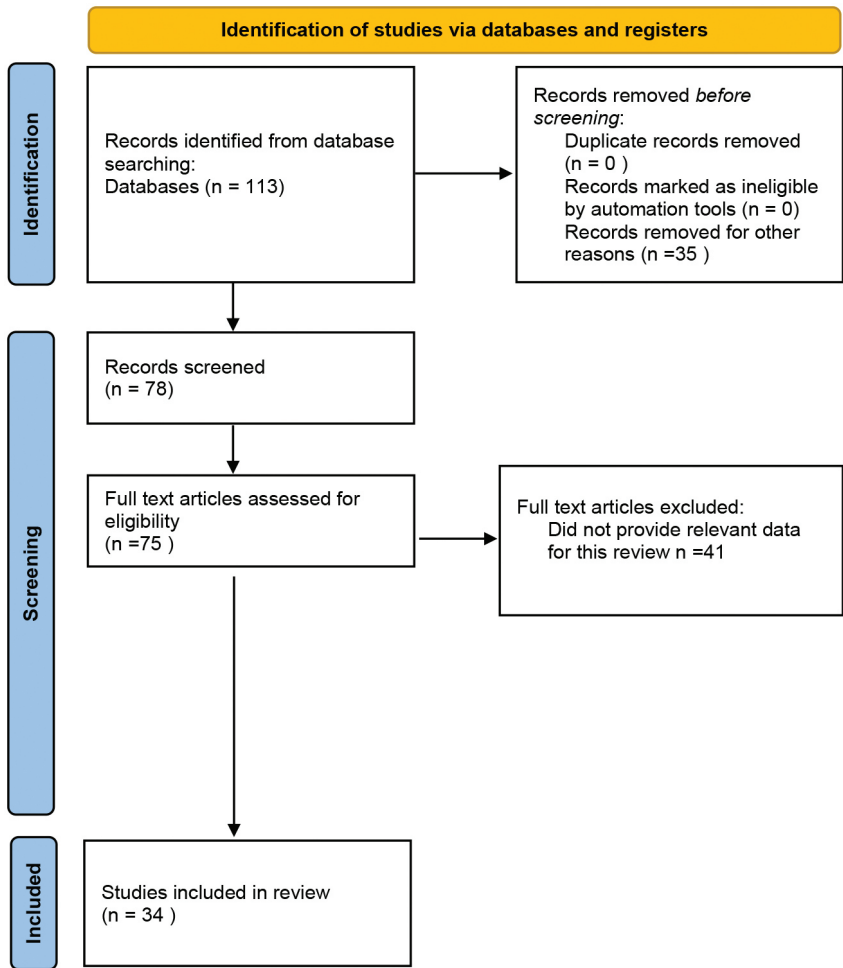 Identification of studies via databases and registers
Identification
Records identified from database
searching:
Databases (n = 113)
Records removed before
screening:
Duplicate records removed
(n = 0 )
Records marked as ineligible
by automation tools (n = 0)
Records removed for other
reasons (n =35 )
Screening
Records screened
(n = 78)
Full text articles assessed for
eligibility
(n =75 )
Full text articles excluded:
Did not provide relevant data
for this review n =41
Included
Studies included in review
(n = 34 )